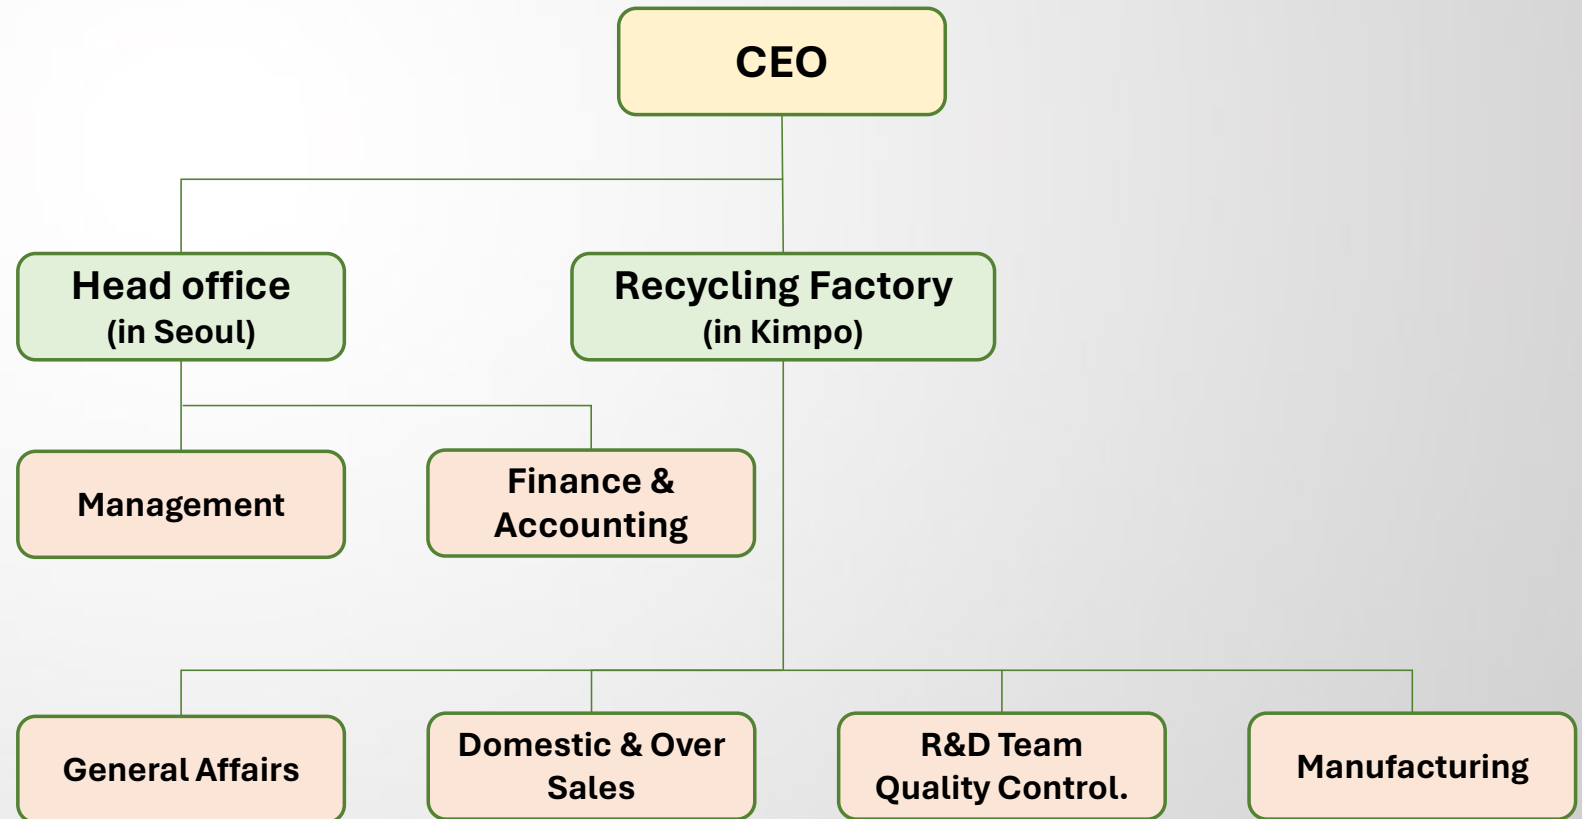 CEO
Head office
(in Seoul)
Recycling Factory
(in Kimpo)
Management
Finance &
Accounting
General Affairs
Domestic & Over
Sales
R&D Team
Quality Control.
Manufacturing